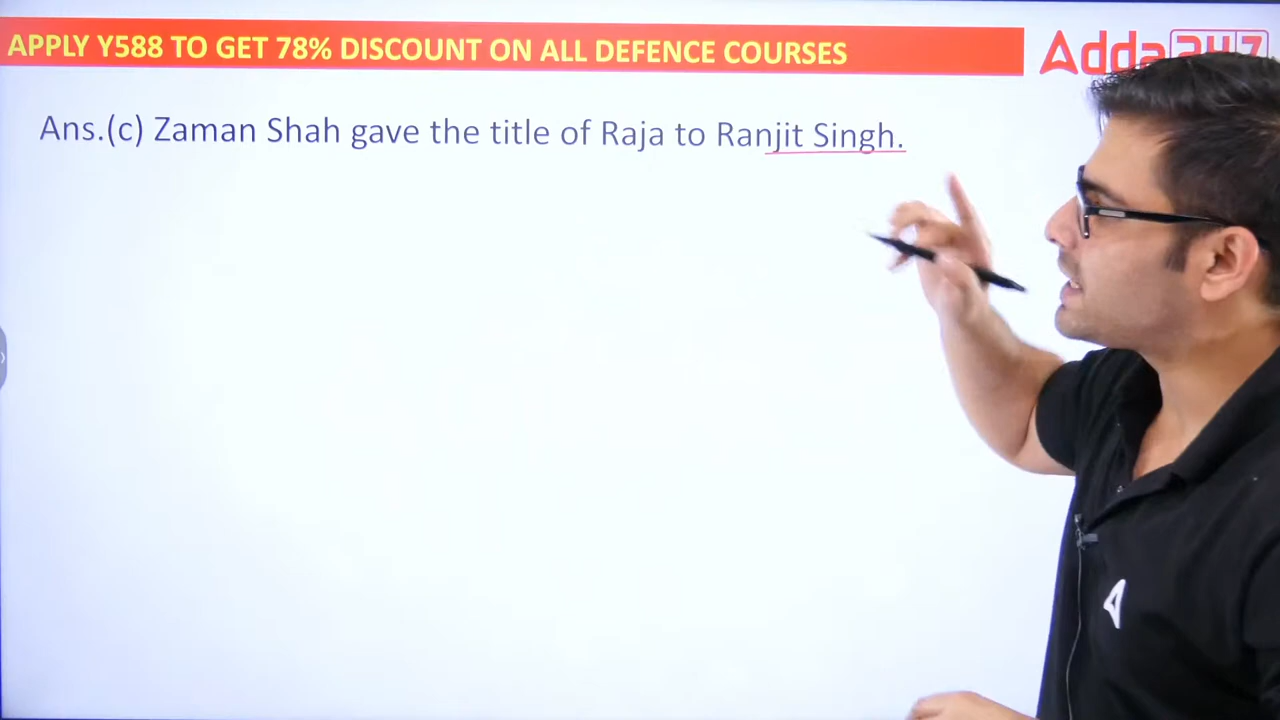 APPLY Y588 TO GET 78% DISCOUNT ON ALL DEFENCE COURSES
Adda247
Ans.(c) Zaman Shah gave the title of Raja to Ranjit Singh.